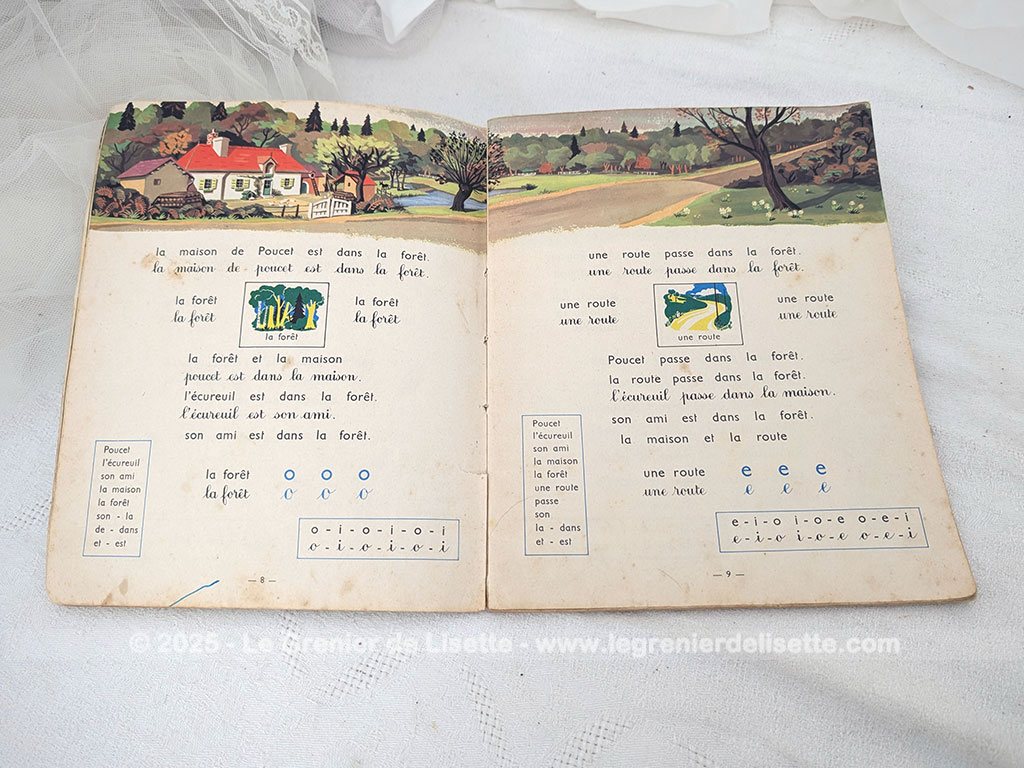 la maison de Poucet est dans la forêt.
la maison de poucet est dans la forêt.
la forêt la forêt
la forêt la forêt
la forêt
la forêt et la maison
poucet est dans la maison.
l'écureuil est dans la forêt.
l'écureuil est son ami.
son ami est dans la forêt.
Poucet
l'écureuil
son ami
la maison
la forêt
son - la
de - dans
et - est
la forêt o o o
la forêt o o o
o - i - o - i - o - i
o - i - o - i - o - i
— 8 —
une route passe dans la forêt.
une route passe dans la forêt.
une route une route
une route une route
une route
Poucet passe dans la forêt.
la route passe dans la forêt.
l'écureuil passe dans la maison.
son ami est dans la forêt.
la maison et la route
Poucet
l'écureuil
son ami
la maison
la forêt
une route
passe
son
la - dans
et - est
une route e e e
une route e e e
e - i - o i - o - e o - e - i
e - i - o i - o - e o - e - i
— 9 —
© 2025 - Le Grenier de Lisette - www.legrenierdelisette.com